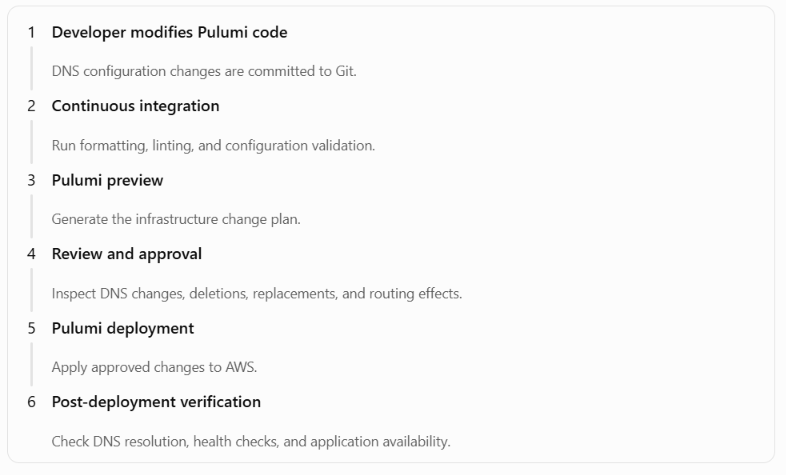 1 Developer modifies Pulumi code
DNS configuration changes are committed to Git.
2 Continuous integration
Run formatting, linting, and configuration validation.
3 Pulumi preview
Generate the infrastructure change plan.
4 Review and approval
Inspect DNS changes, deletions, replacements, and routing effects.
5 Pulumi deployment
Apply approved changes to AWS.
6 Post-deployment verification
Check DNS resolution, health checks, and application availability.